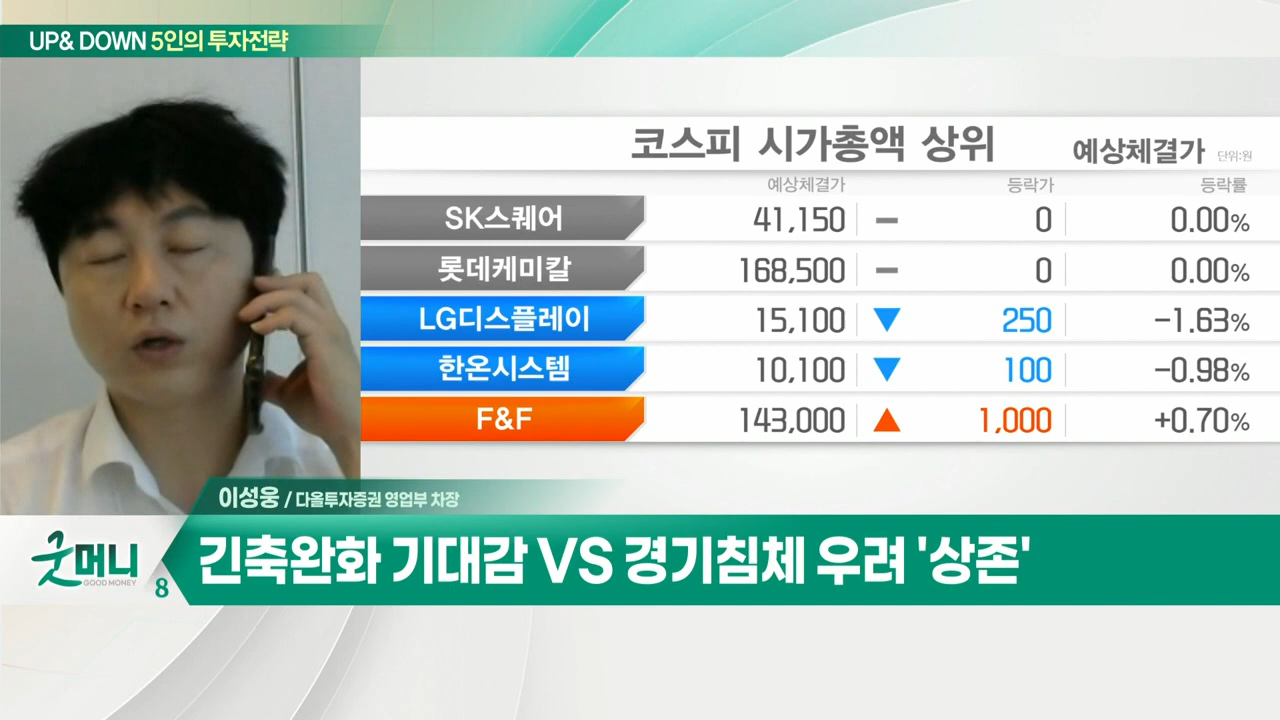 UP& DOWN 5인의 투자전략
코스피 시가총액 상위 예상체결가 단위:원
예상체결가 등락가 등락률
SK스퀘어 41,150 － 0 0.00%
롯데케미칼 168,500 － 0 0.00%
LG디스플레이 15,100 ▼ 250 -1.63%
한온시스템 10,100 ▼ 100 -0.98%
F&F 143,000 ▲ 1,000 +0.70%
이성웅 / 다올투자증권 영업부 차장
굿머니 GOOD MONEY 8
긴축완화 기대감 VS 경기침체 우려 '상존'